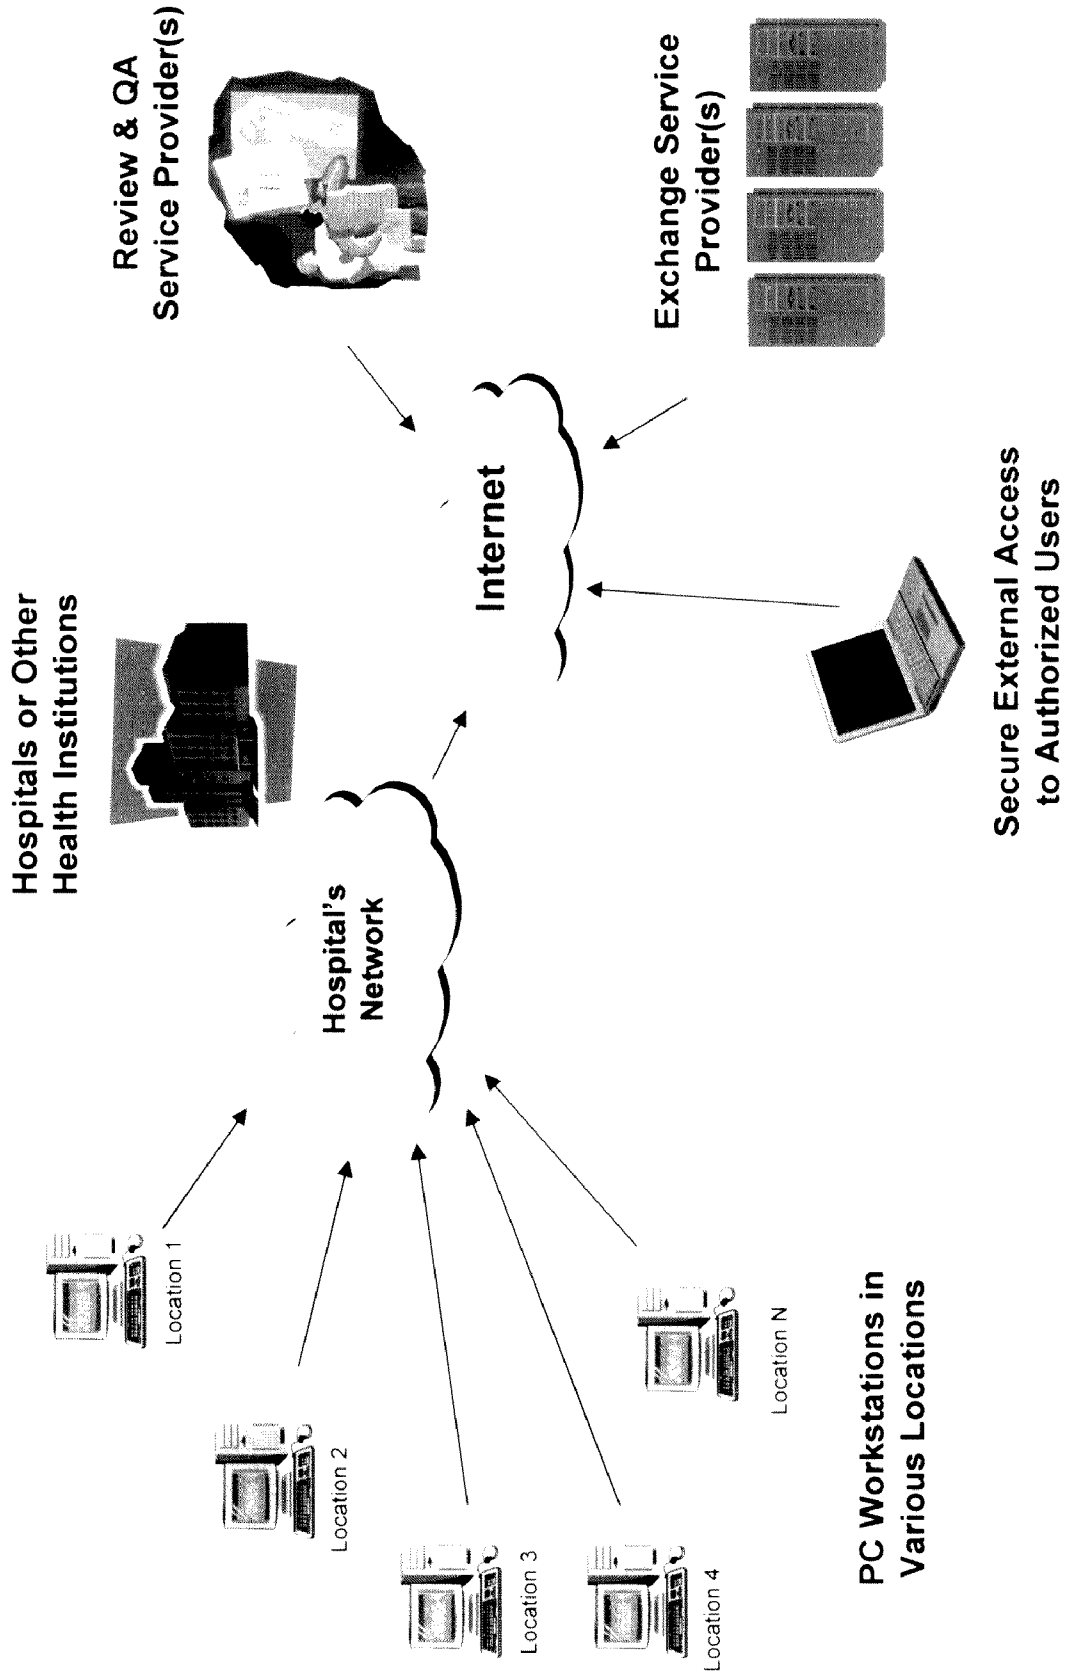 Hospitals or Other
Health Institutions
Review & QA
Service Provider(s)
Location 1
Location 2
Location 3
Location 4
Location N
Hospital's
Network
Internet
Exchange Service
Provider(s)
PC Workstations in
Various Locations
Secure External Access
to Authorized Users